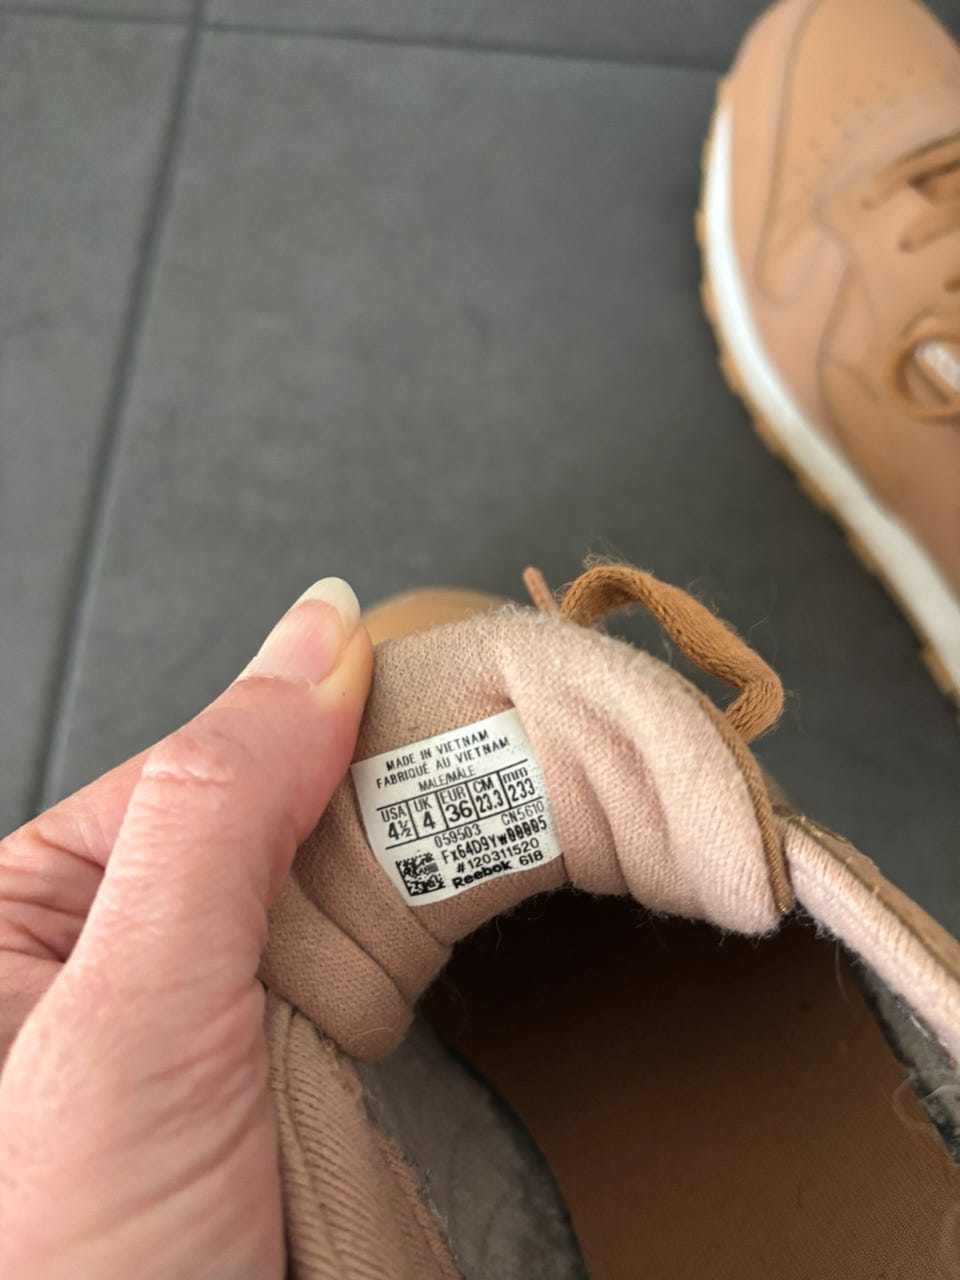 MADE IN VIETNAM
FABRIQUÉ AU VIETNAM
MALE/MÂLE
USA UK EUR CM mm
4½ 4 36 23.3 233
059503 CN5610
#120311520
Reebok 618